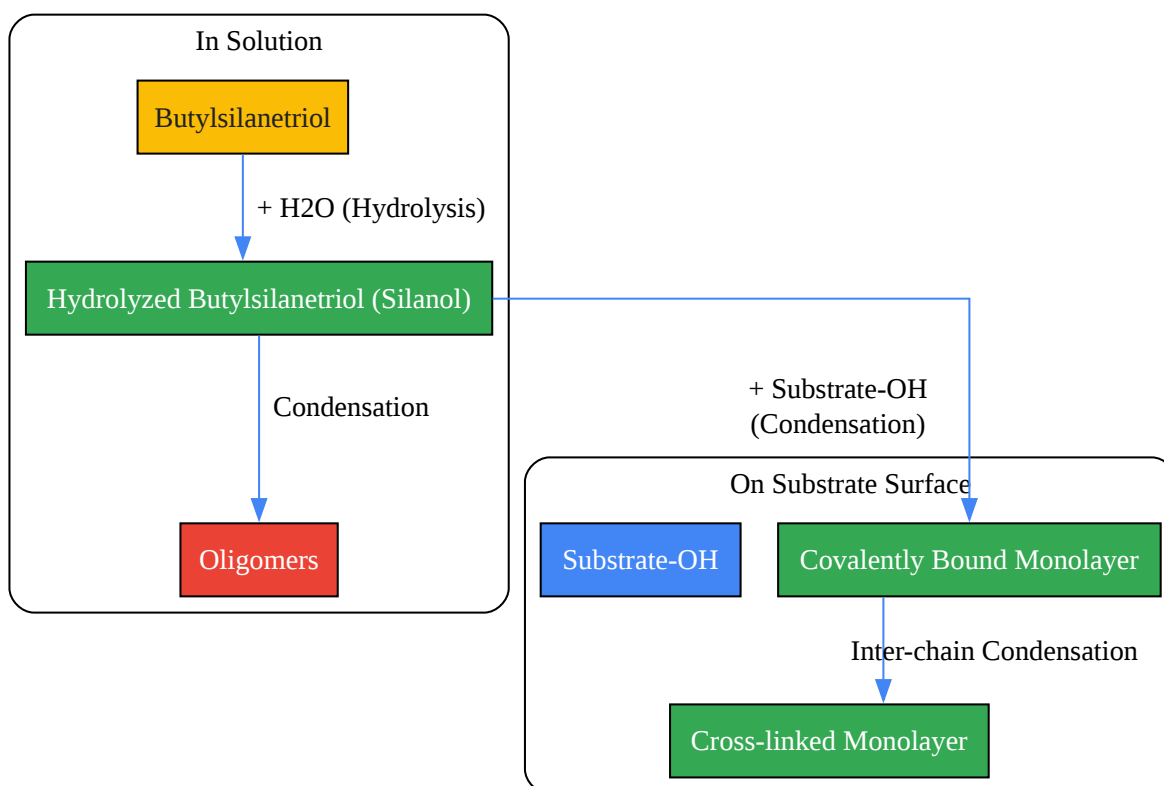 In Solution
Butylsilanetriol
+ H2O (Hydrolysis)
Hydrolyzed Butylsilanetriol (Silanol)
Condensation
Oligomers
+ Substrate-OH
(Condensation)
On Substrate Surface
Substrate-OH
Covalently Bound Monolayer
Inter-chain Condensation
Cross-linked Monolayer